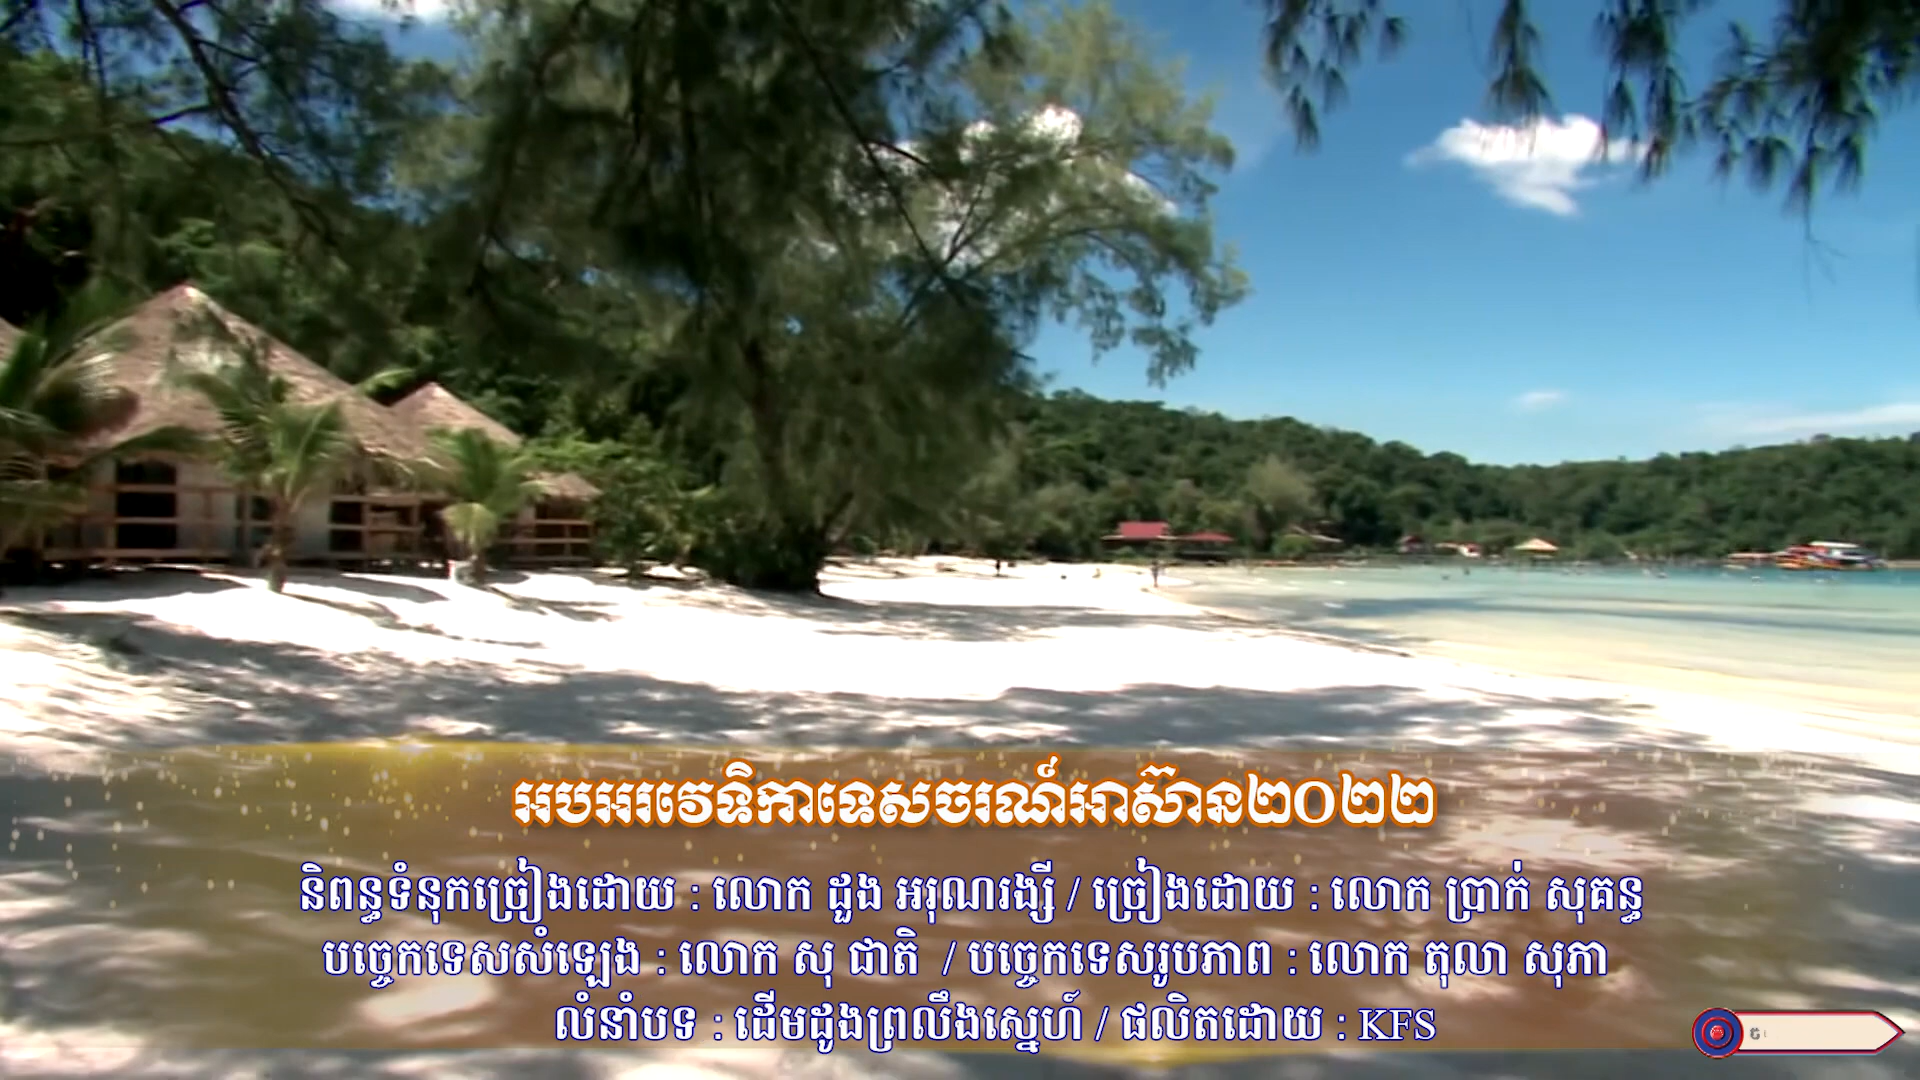 អបអរវេទិកាទេសចរណ៍អាស៊ាន២០២២
និពន្ធទំនុកច្រៀងដោយ : លោក ដួង អរុណរង្សី / ច្រៀងដោយ : លោក ប្រាក់ សុគន្ធ
បច្ចេកទេសសំឡេង : លោក សុ ជាតិ / បច្ចេកទេសរូបភាព : លោក តុលា សុភា
លំនាំបទ : ដើមដូងព្រលឹងស្នេហ៍ / ផលិតដោយ : KFS